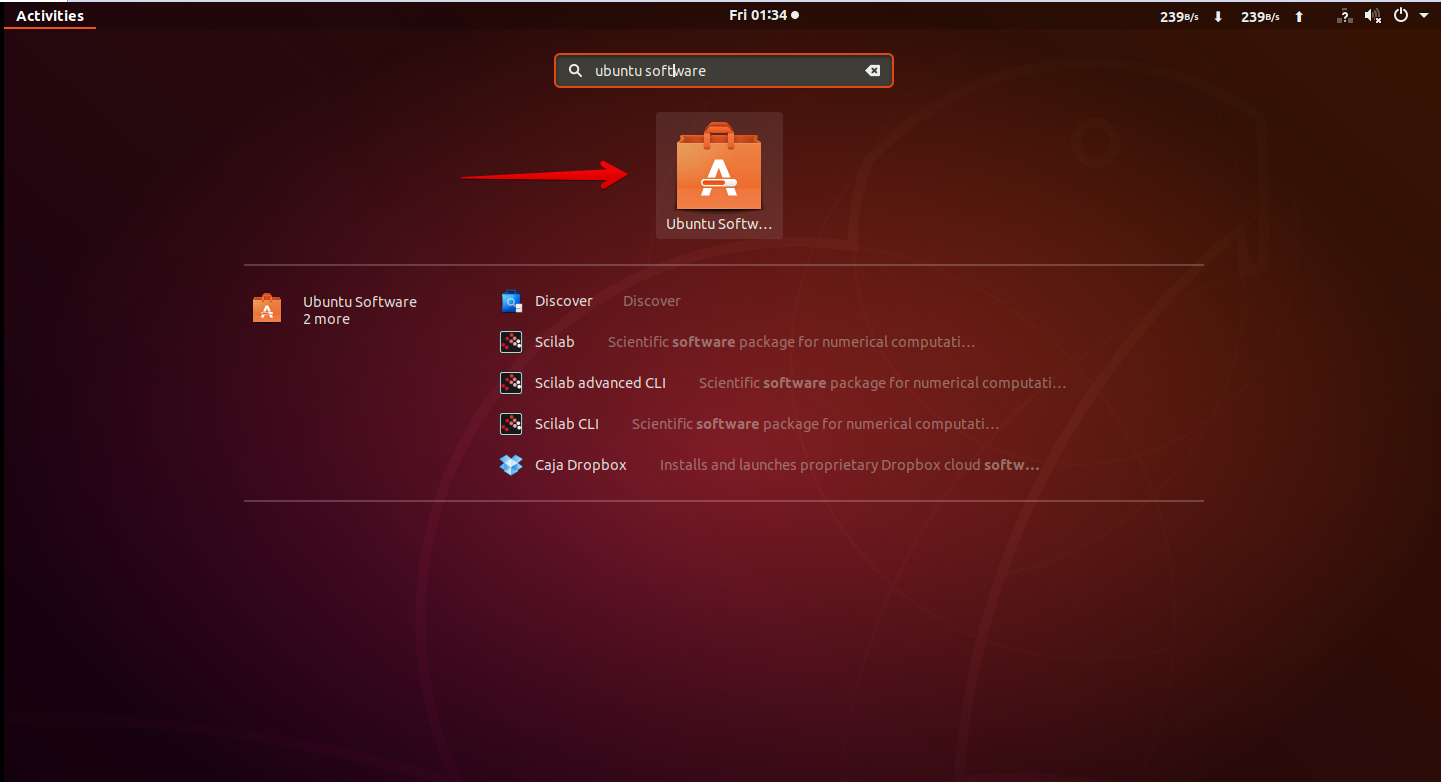 Activities
Fri 01:34
239B/s
239B/s
?
ubuntu software
Ubuntu Softw…
Ubuntu Software
2 more
Discover Discover
Scilab Scientific software package for numerical computati…
Scilab advanced CLI Scientific software package for numerical computati…
Scilab CLI Scientific software package for numerical computati…
Caja Dropbox Installs and launches proprietary Dropbox cloud softw…